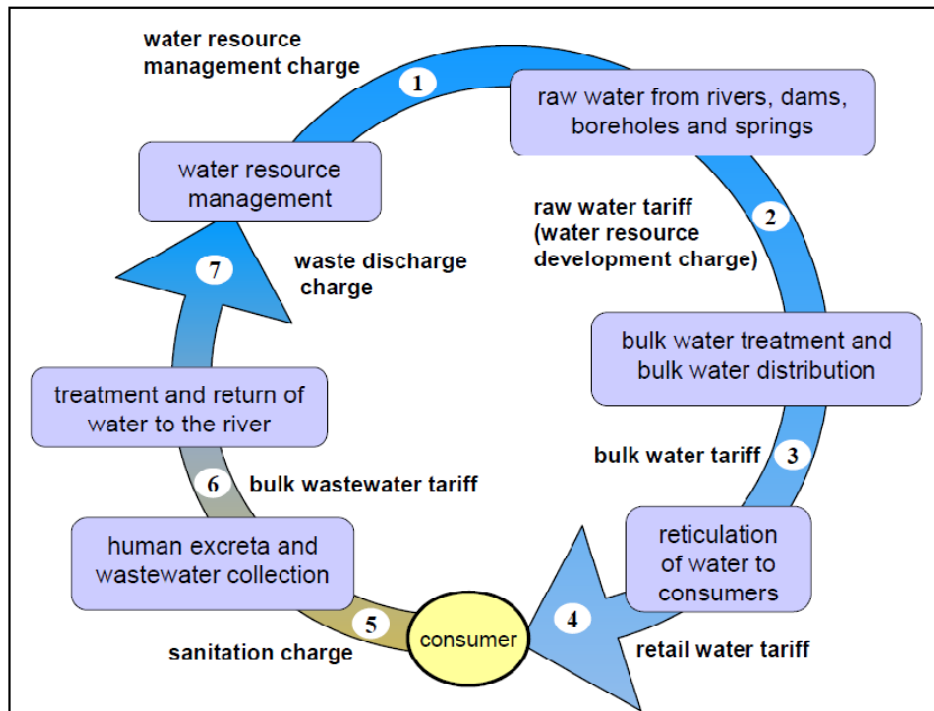 water resource
management charge
1
raw water from rivers, dams,
boreholes and springs
water resource
management
raw water tariff
(water resource
development charge)
2
7
waste discharge
charge
bulk water treatment and
bulk water distribution
treatment and return of
water to the river
bulk water tariff
3
6
bulk wastewater tariff
reticulation
of water to
consumers
human excreta and
wastewater collection
4
5
consumer
sanitation charge
retail water tariff